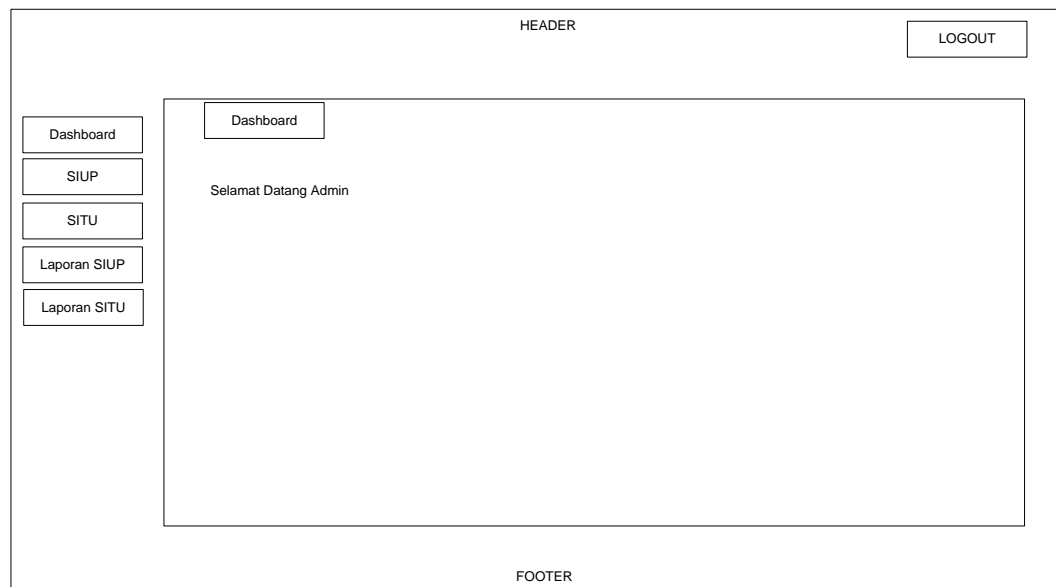 HEADER
LOGOUT
Dashboard
SIUP
SITU
Laporan SIUP
Laporan SITU
Dashboard
Selamat Datang Admin
FOOTER